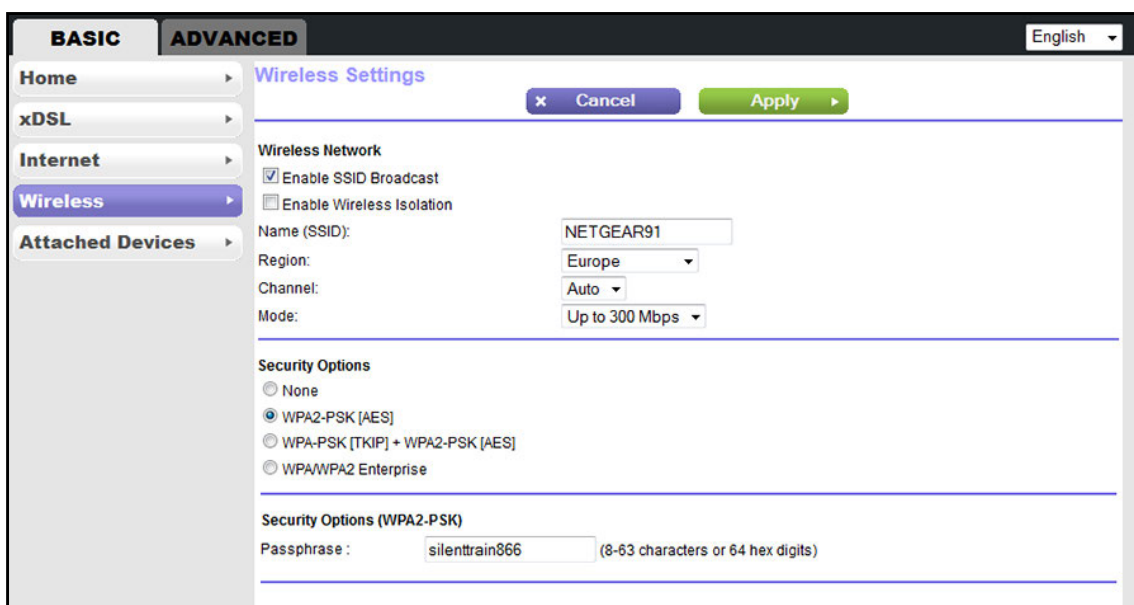 BASIC ADVANCED English
Home
xDSL
Internet
Wireless
Attached Devices
Wireless Settings
x Cancel Apply
Wireless Network
Enable SSID Broadcast
Enable Wireless Isolation
Name (SSID): NETGEAR91
Region: Europe
Channel: Auto
Mode: Up to 300 Mbps
Security Options
None
WPA2-PSK [AES]
WPA-PSK [TKIP] + WPA2-PSK [AES]
WPA/WPA2 Enterprise
Security Options (WPA2-PSK)
Passphrase : silenttrain866 (8-63 characters or 64 hex digits)